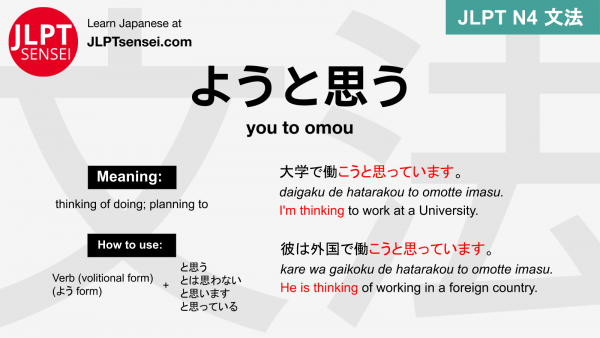 JLPT
SENSEI
Learn Japanese at
JLPTsensei.com
JLPT N4 文法
ようと思う
you to omou
Meaning:
thinking of doing; planning to
How to use:
Verb (volitional form)
(よう form)
+
と思う
とは思わない
と思います
と思っている
大学で働こうと思っています。
daigaku de hatarakou to omotte imasu.
I'm thinking to work at a University.
彼は外国で働こうと思っています。
kare wa gaikoku de hatarakou to omotte imasu.
He is thinking of working in a foreign country.
文法